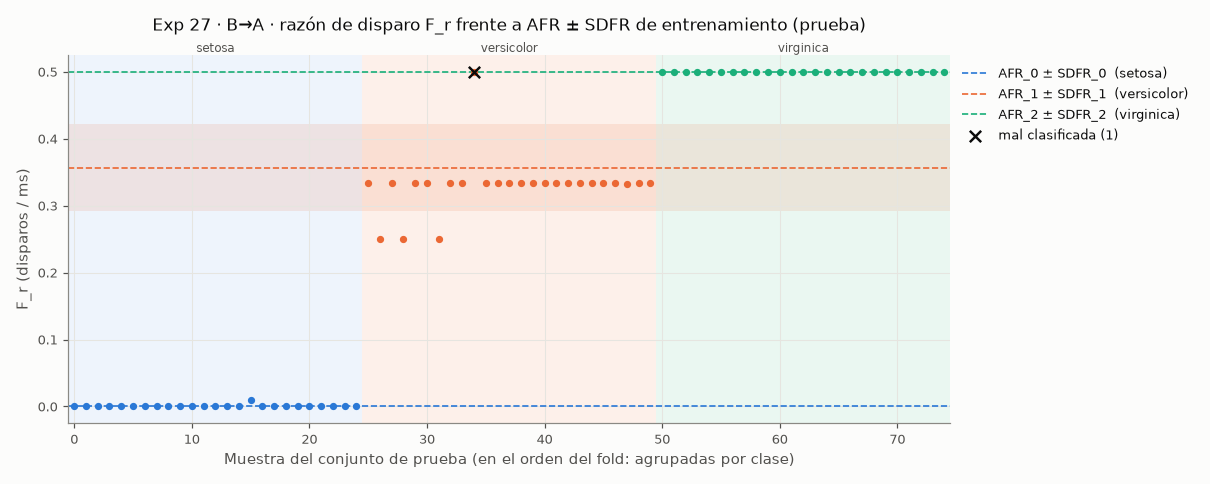 Exp 27 · B→A · razón de disparo F_r frente a AFR ± SDFR de entrenamiento (prueba)
setosa versicolor virginica
0.5
0.4
0.3
0.2
0.1
0.0
F_r (disparos / ms)
0 10 20 30 40 50 60 70
Muestra del conjunto de prueba (en el orden del fold: agrupadas por clase)
AFR_0 ± SDFR_0 (setosa)
AFR_1 ± SDFR_1 (versicolor)
AFR_2 ± SDFR_2 (virginica)
mal clasificada (1)